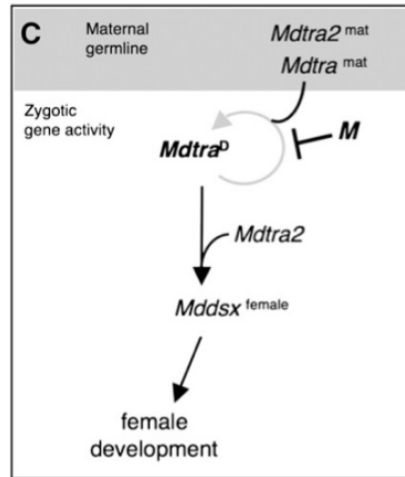 C
Maternal
germline
Mdtra2 mat
Mdtra mat
Zygotic
gene activity
MdtraD
M
Mdtra2
Mddsx female
female
development